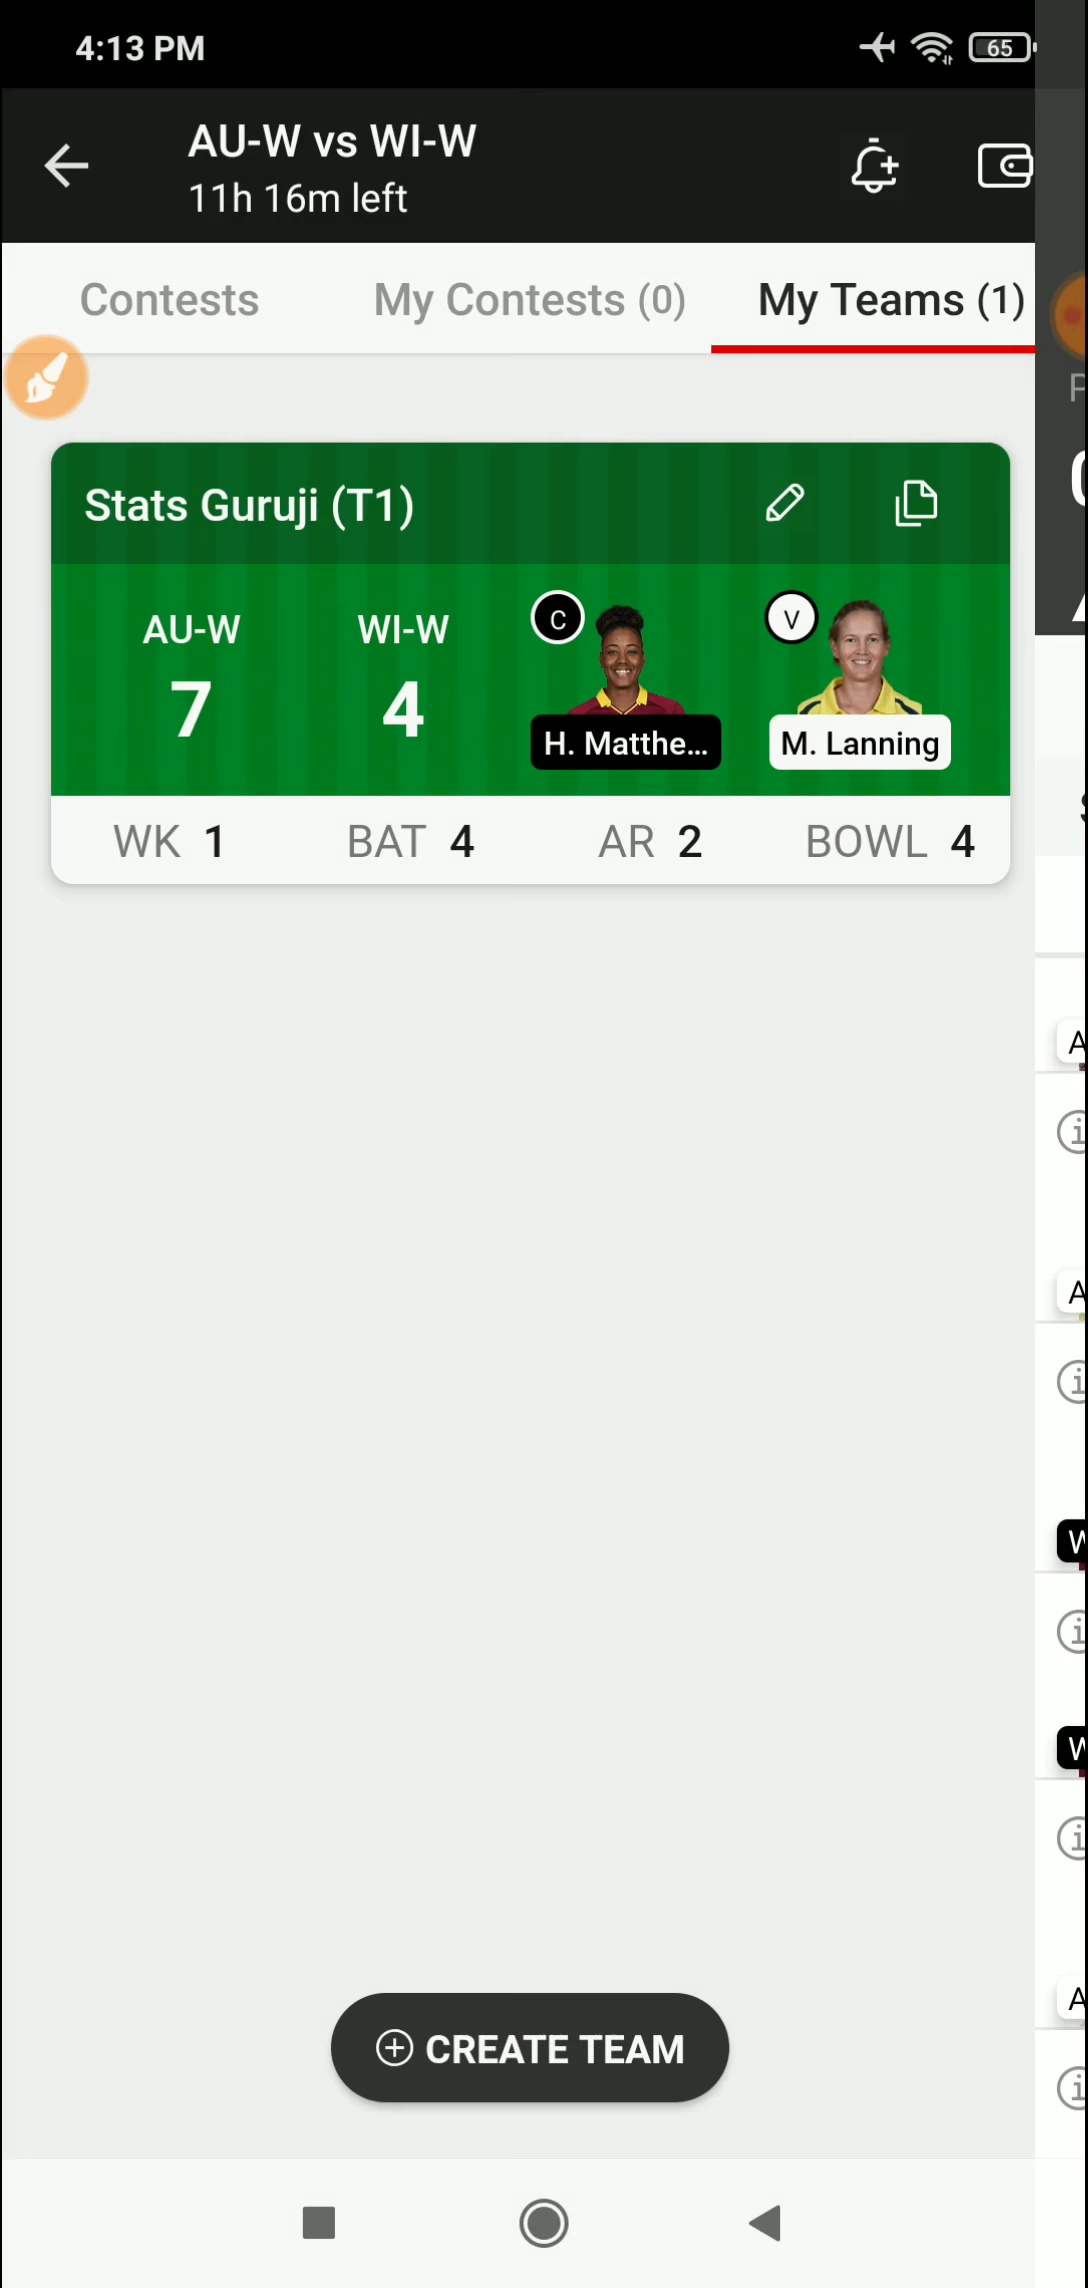 4:13 PM
65
AU-W vs WI-W
11h 16m left
Contests
My Contests (0)
My Teams (1)
Stats Guruji (T1)
AU-W
7
WI-W
4
C
H. Matthe...
V
M. Lanning
WK 1
BAT 4
AR 2
BOWL 4
CREATE TEAM